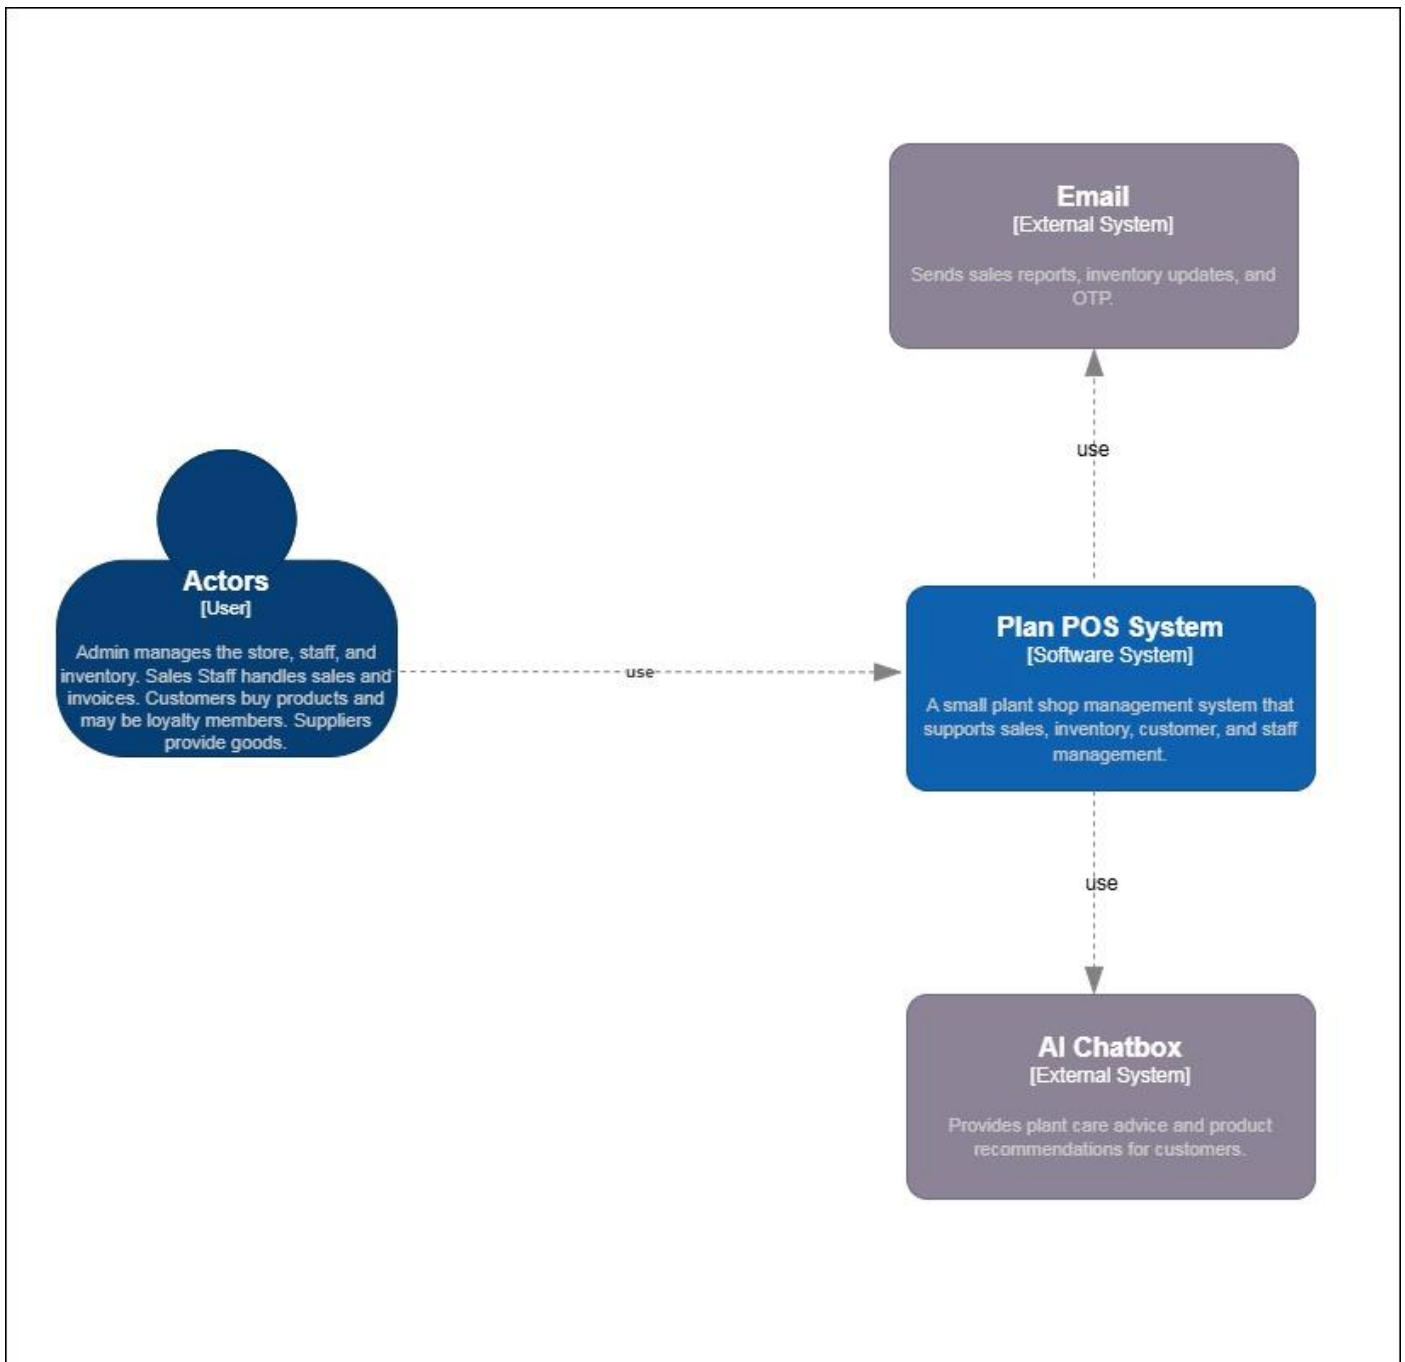 Email
[External System]
Sends sales reports, inventory updates, and
OTP.
use
Actors
[User]
Admin manages the store, staff, and
inventory. Sales Staff handles sales and
invoices. Customers buy products and
may be loyalty members. Suppliers
provide goods.
use
Plan POS System
[Software System]
A small plant shop management system that
supports sales, inventory, customer, and staff
management.
use
AI Chatbox
[External System]
Provides plant care advice and product
recommendations for customers.